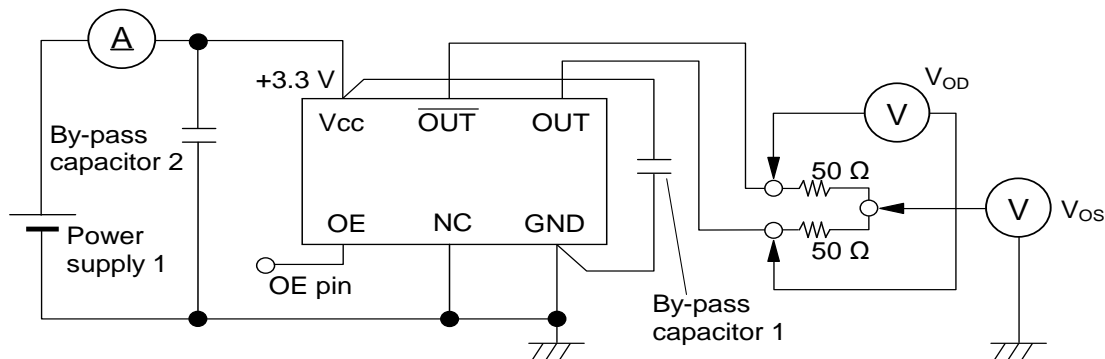 A
+3.3 V
Vcc
OUT
OUT
OE
NC
GND
By-pass
capacitor 2
Power
supply 1
OE pin
By-pass
capacitor 1
50 Ω
50 Ω
V
VOD
V
VOS